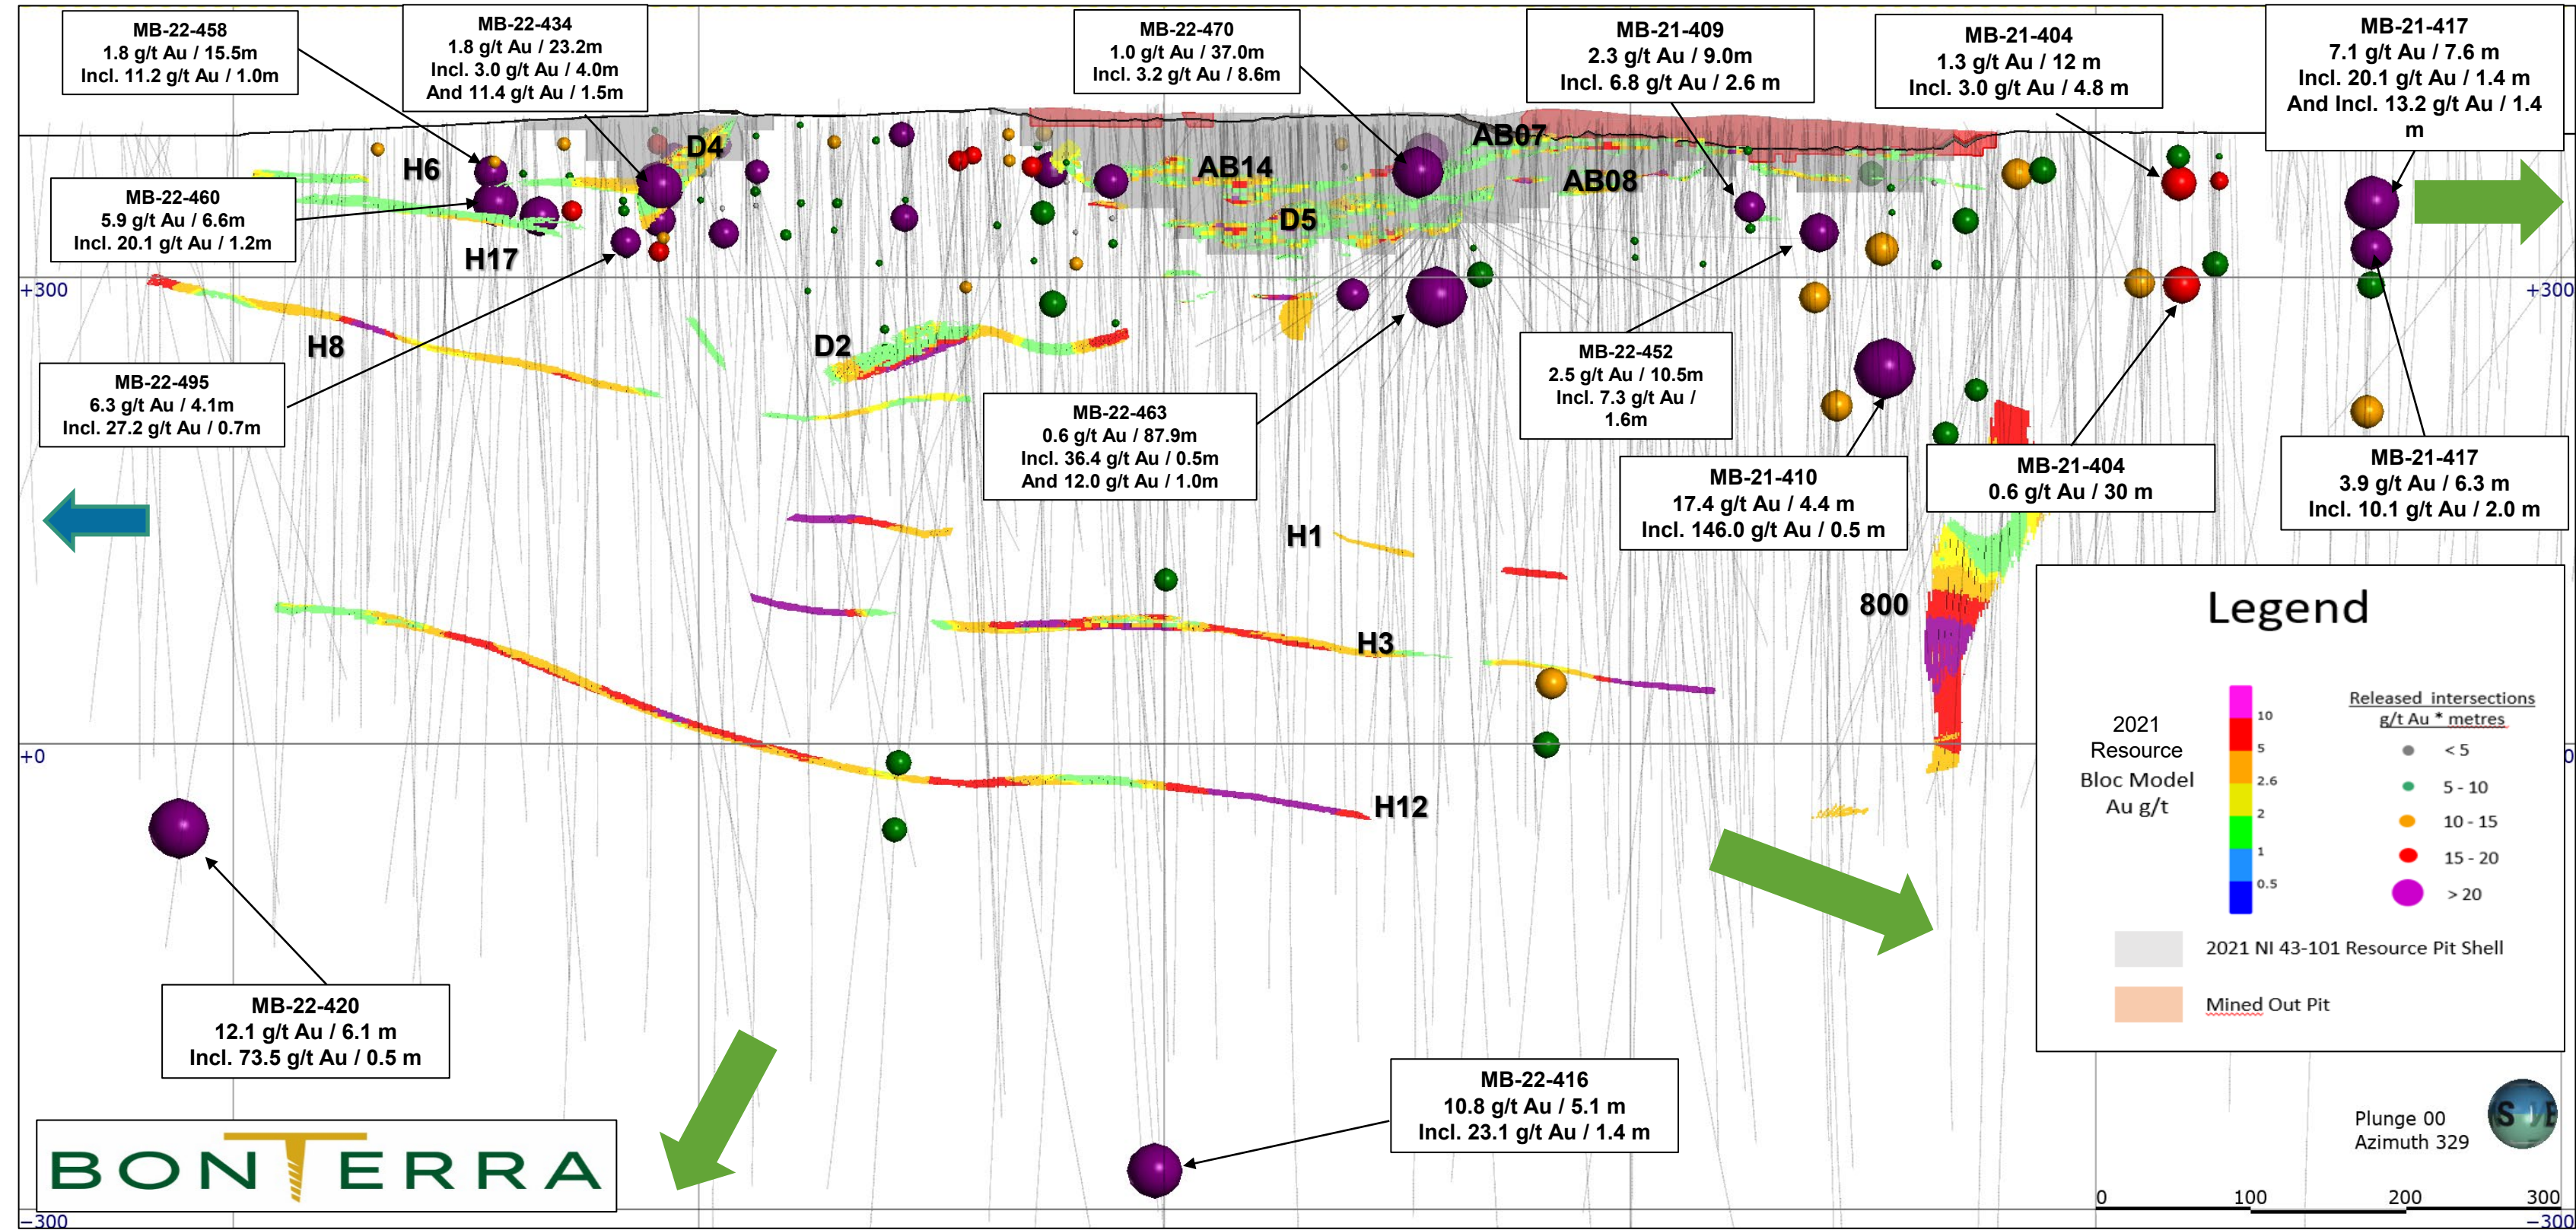 MB-22-458
1.8 g/t Au / 15.5m
Incl. 11.2 g/t Au / 1.0m
MB-22-434
1.8 g/t Au / 23.2m
Incl. 3.0 g/t Au / 4.0m
And 11.4 g/t Au / 1.5m
MB-22-470
1.0 g/t Au / 37.0m
Incl. 3.2 g/t Au / 8.6m
MB-21-409
2.3 g/t Au / 9.0m
Incl. 6.8 g/t Au / 2.6 m
MB-21-404
1.3 g/t Au / 12 m
Incl. 3.0 g/t Au / 4.8 m
MB-21-417
7.1 g/t Au / 7.6 m
Incl. 20.1 g/t Au / 1.4 m
And Incl. 13.2 g/t Au / 1.4
m
D4
AB07
H6
AB14
AB08
MB-22-460
5.9 g/t Au / 6.6m
Incl. 20.1 g/t Au / 1.2m
D5
H17
+300
+300
H8
D2
MB-22-495
6.3 g/t Au / 4.1m
Incl. 27.2 g/t Au / 0.7m
MB-22-463
0.6 g/t Au / 87.9m
Incl. 36.4 g/t Au / 0.5m
And 12.0 g/t Au / 1.0m
MB-22-452
2.5 g/t Au / 10.5m
Incl. 7.3 g/t Au /
1.6m
MB-21-410
17.4 g/t Au / 4.4 m
Incl. 146.0 g/t Au / 0.5 m
MB-21-404
0.6 g/t Au / 30 m
MB-21-417
3.9 g/t Au / 6.3 m
Incl. 10.1 g/t Au / 2.0 m
H1
800
H3
+0
0
H12
Legend
2021
Resource
Bloc Model
Au g/t
10
5
2.6
2
1
0.5
Released intersections
g/t Au * metres
< 5
5 - 10
10 - 15
15 - 20
> 20
2021 NI 43-101 Resource Pit Shell
Mined Out Pit
MB-22-420
12.1 g/t Au / 6.1 m
Incl. 73.5 g/t Au / 0.5 m
MB-22-416
10.8 g/t Au / 5.1 m
Incl. 23.1 g/t Au / 1.4 m
BONTERRA
Plunge 00
Azimuth 329
S
E
0
100
200
300
-300
-300